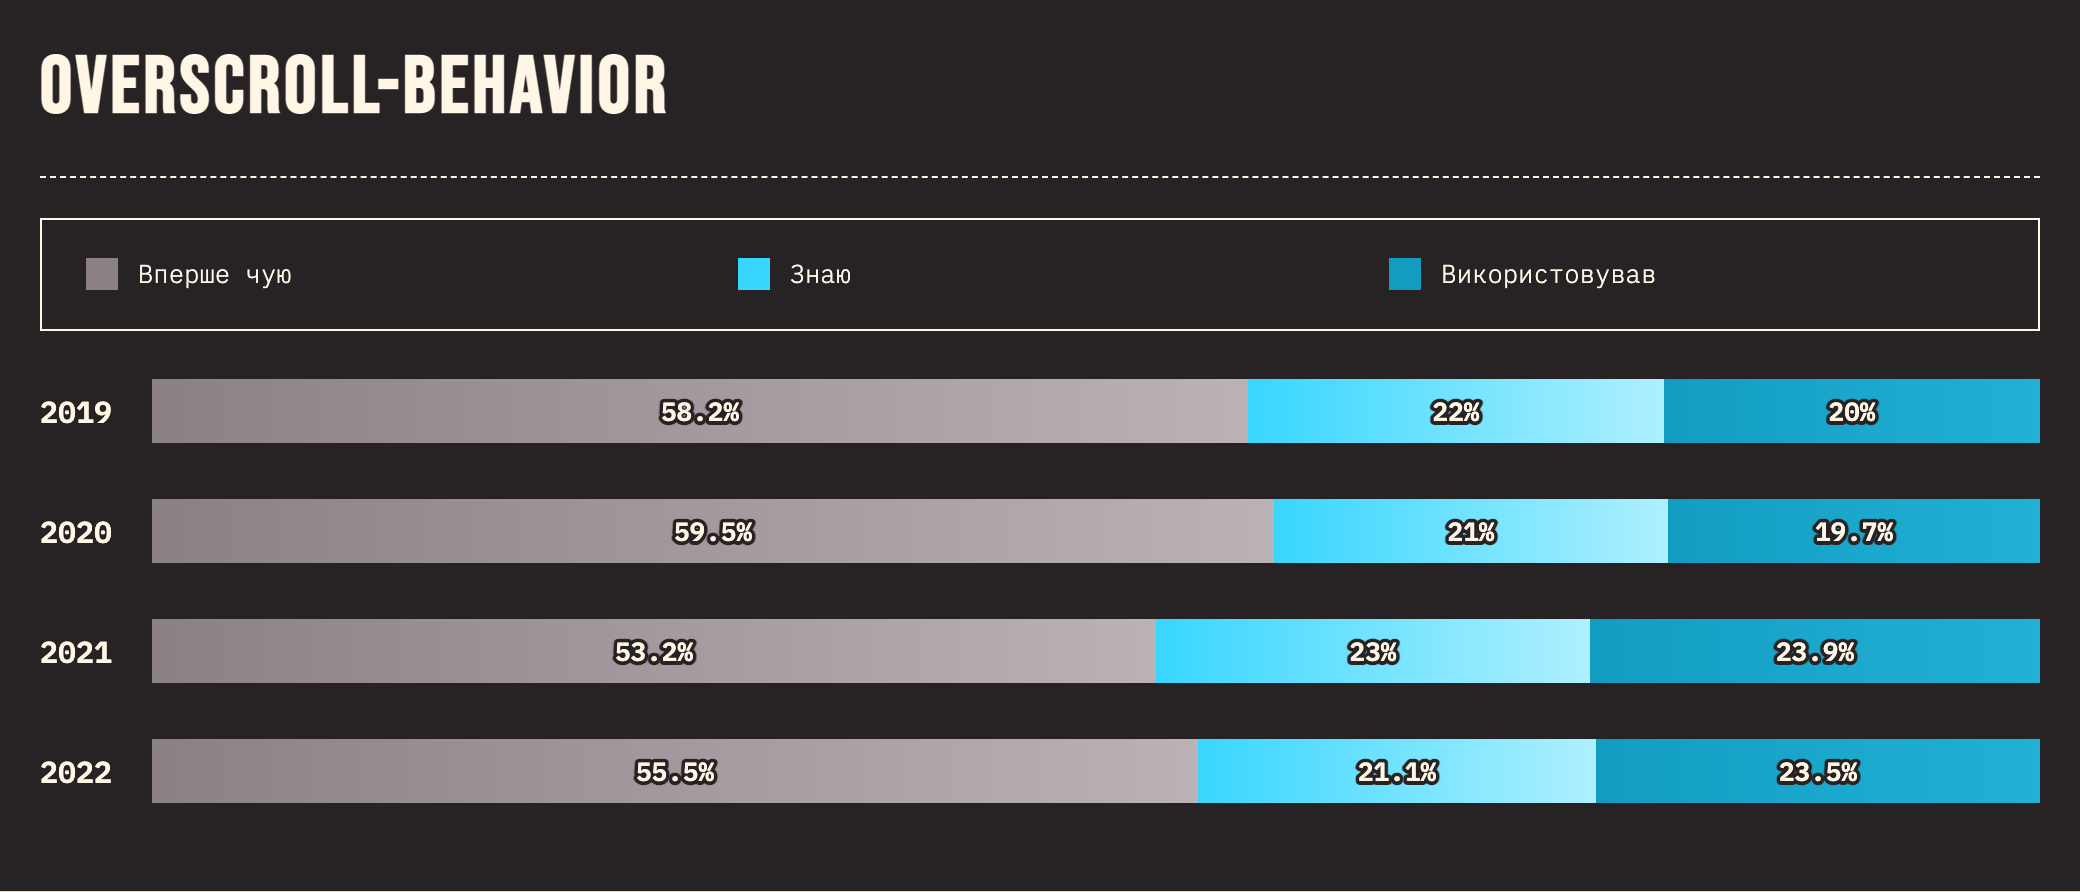 OVERSCROLL-BEHAVIOR
Вперше чую Знаю Використовував
2019 58.2% 22% 20%
2020 59.5% 21% 19.7%
2021 53.2% 23% 23.9%
2022 55.5% 21.1% 23.5%